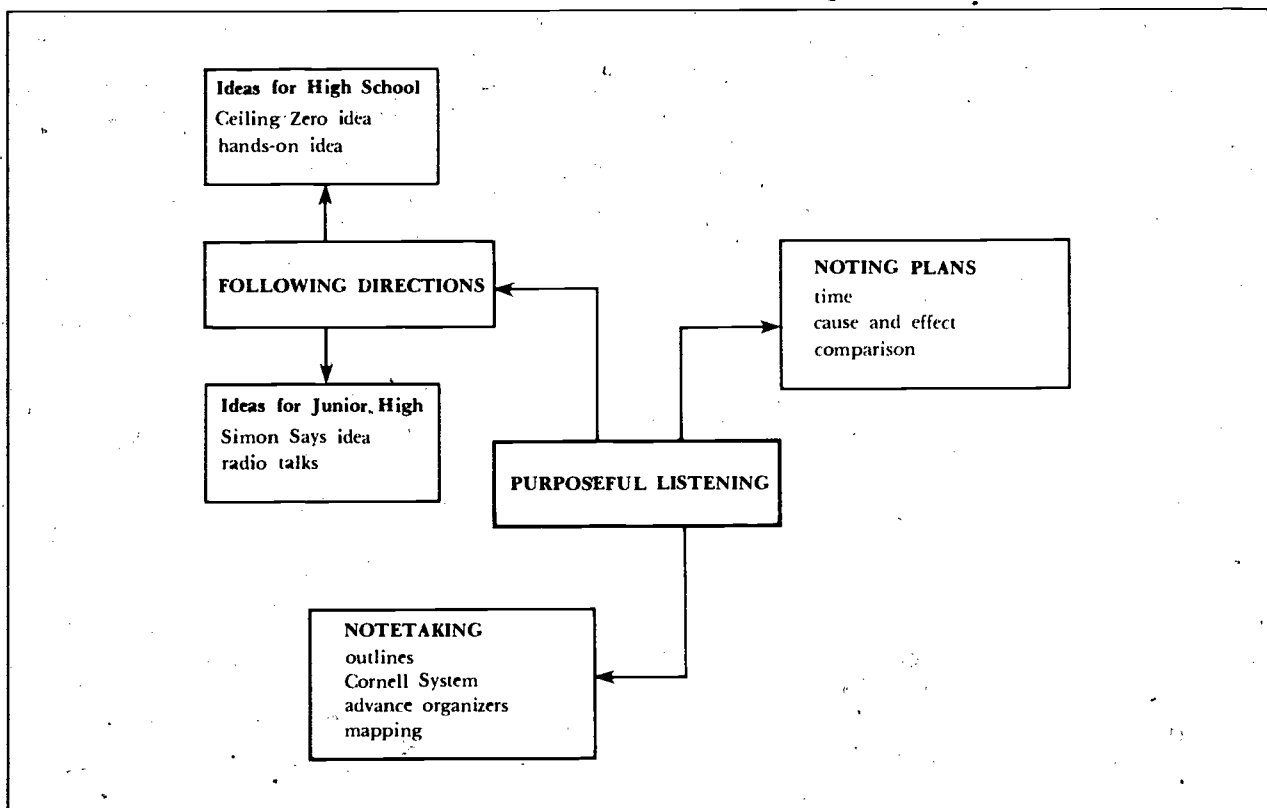 Ideas for High School
Ceiling Zero idea
hands-on idea
FOLLOWING DIRECTIONS
Ideas for Junior High
Simon Says idea
radio talks
NOTING PLANS
time
cause and effect
comparison
PURPOSEFUL LISTENING
NOTETAKING
outlines
Cornell System
advance organizers
mapping